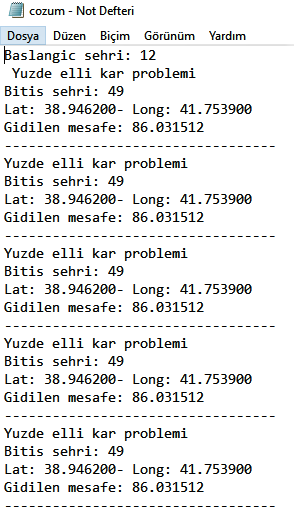 cozum - Not Defteri
Dosya Düzen Biçim Görünüm Yardım
Baslangic sehri: 12
Yuzde elli kar problemi
Bitis sehri: 49
Lat: 38.946200- Long: 41.753900
Gidilen mesafe: 86.031512
-----------------------------------
Yuzde elli kar problemi
Bitis sehri: 49
Lat: 38.946200- Long: 41.753900
Gidilen mesafe: 86.031512
-----------------------------------
Yuzde elli kar problemi
Bitis sehri: 49
Lat: 38.946200- Long: 41.753900
Gidilen mesafe: 86.031512
-----------------------------------
Yuzde elli kar problemi
Bitis sehri: 49
Lat: 38.946200- Long: 41.753900
Gidilen mesafe: 86.031512
-----------------------------------
Yuzde elli kar problemi
Bitis sehri: 49
Lat: 38.946200- Long: 41.753900
Gidilen mesafe: 86.031512
-----------------------------------